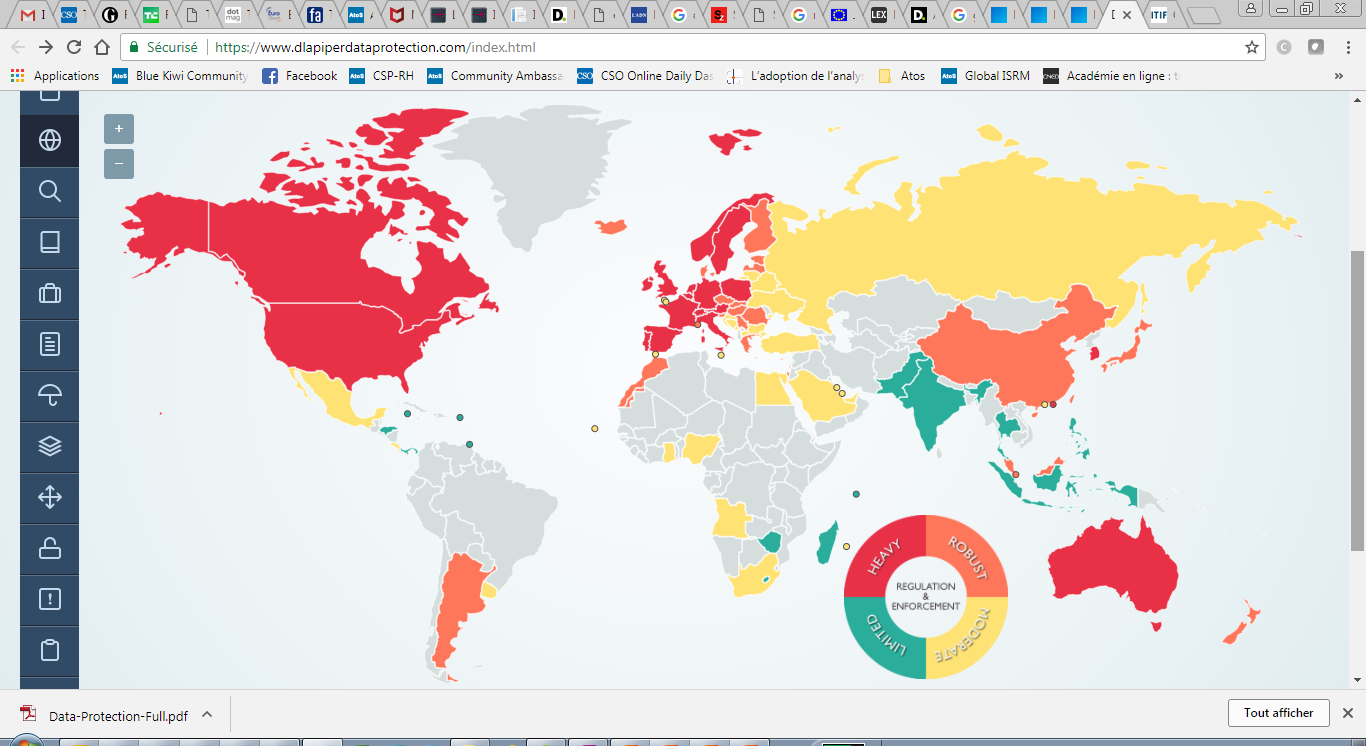 Sécurisé https://www.dlapiperdataprotection.com/index.html
Applications Blue Kiwi Community Facebook CSP-RH Community Ambassa CSO Online Daily Das L'adoption de l'analys Atos Global ISRM Académie en ligne : t »
+
−
HEAVY
ROBUST
REGULATION
&
ENFORCEMENT
LIMITED
MODERATE
Data-Protection-Full.pdf
Tout afficher